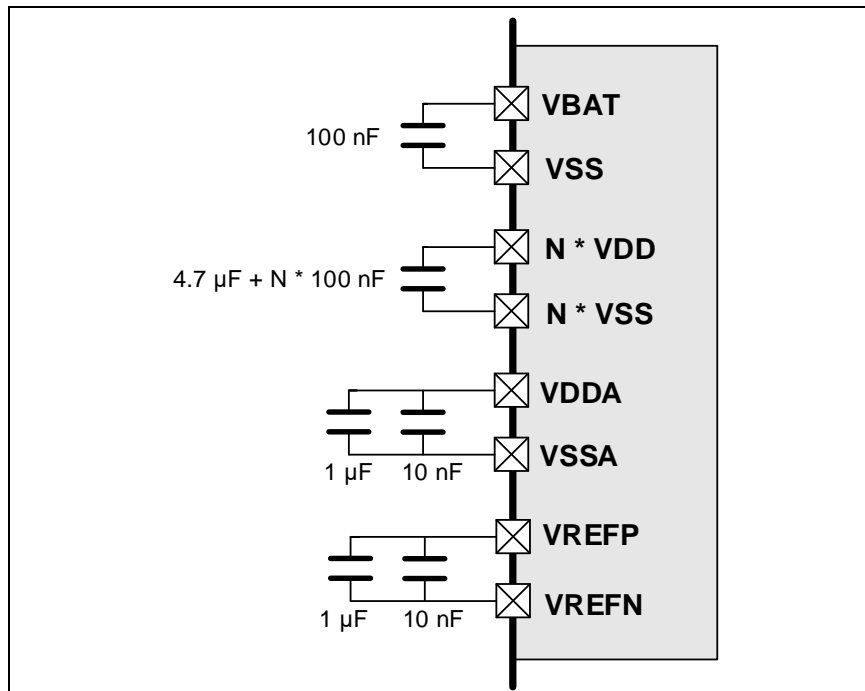 VBAT
100 nF
VSS
N * VDD
4.7 µF + N * 100 nF
N * VSS
VDDA
VSSA
1 µF 10 nF
VREFP
VREFN
1 µF 10 nF